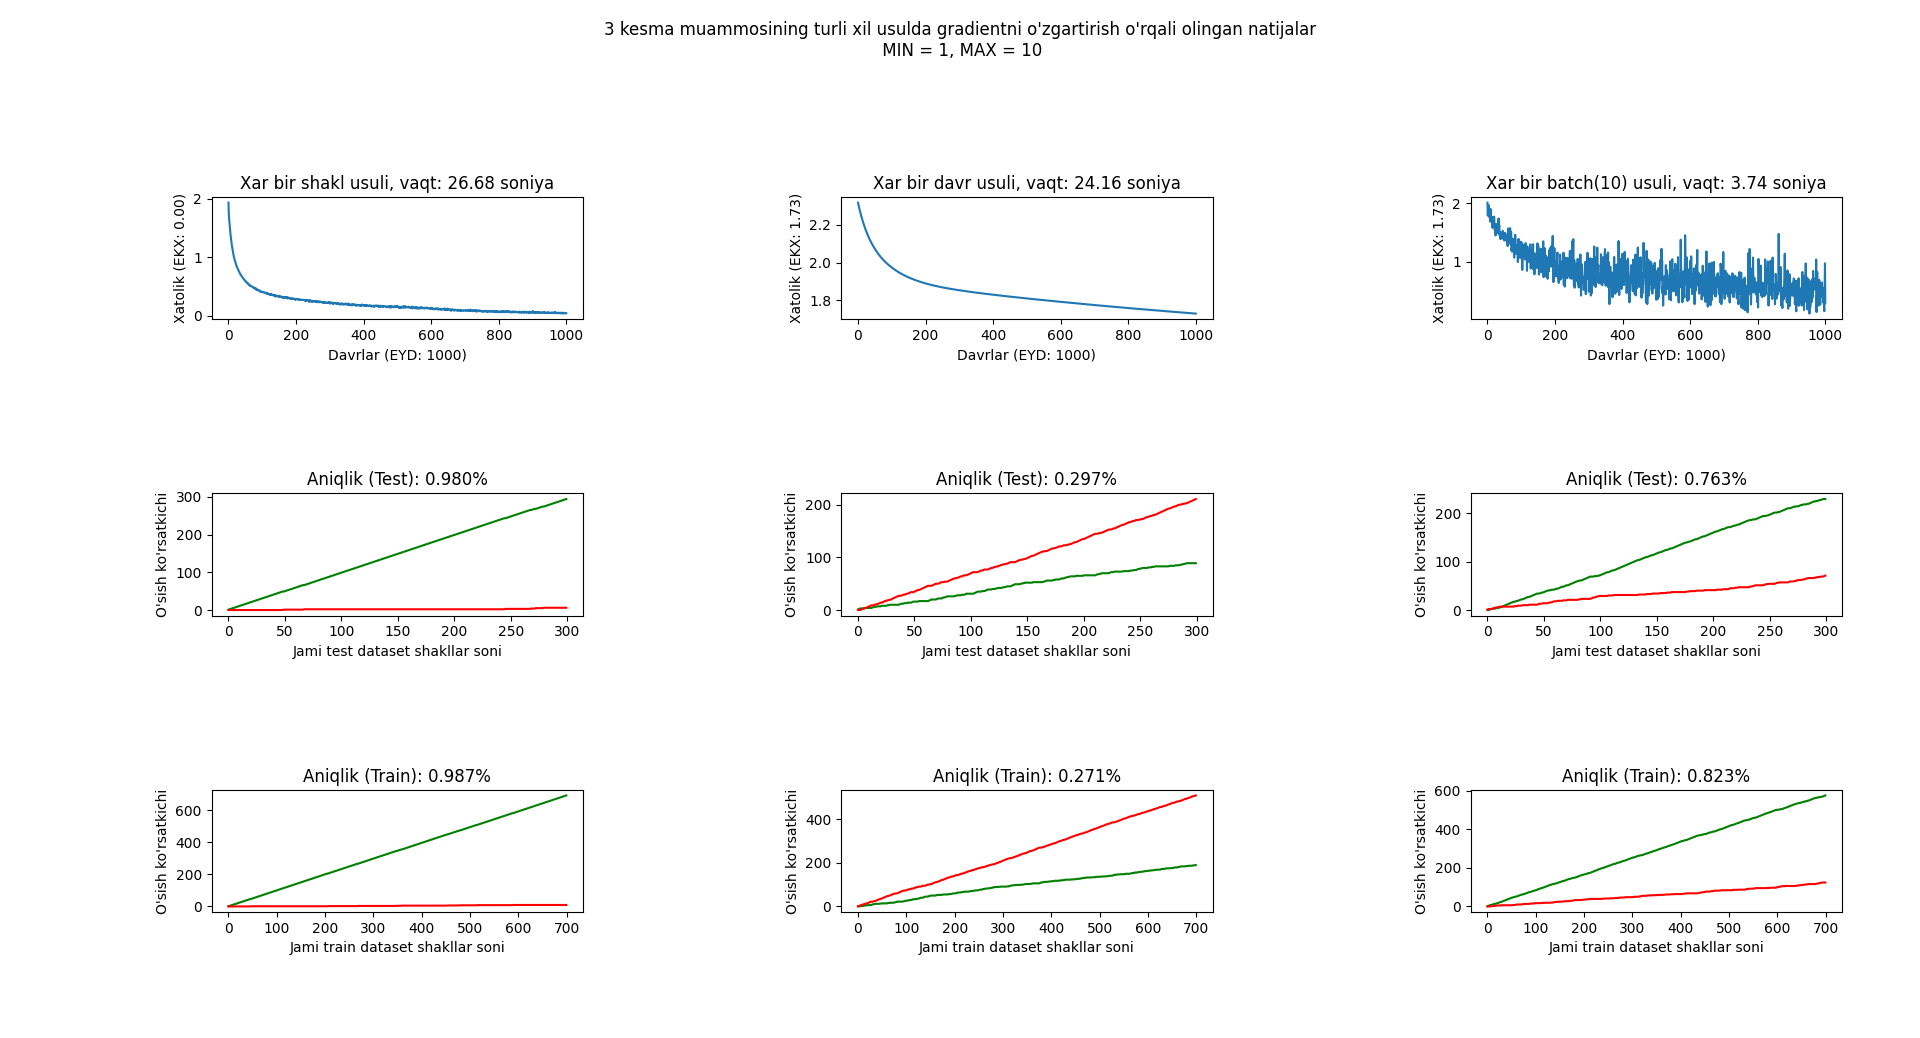 3 kesma muammosining turli xil usulda gradientni o'zgartirish o'rqali olingan natijalar
MIN = 1, MAX = 10
Xar bir shakl usuli, vaqt: 26.68 soniya
Xatolik (EKX: 0.00)
2
1
0
0 200 400 600 800 1000
Davrlar (EYD: 1000)
Xar bir davr usuli, vaqt: 24.16 soniya
Xatolik (EKX: 1.73)
2.2
2.0
1.8
0 200 400 600 800 1000
Davrlar (EYD: 1000)
Xar bir batch(10) usuli, vaqt: 3.74 soniya
Xatolik (EKX: 1.73)
2
1
0 200 400 600 800 1000
Davrlar (EYD: 1000)
Aniqlik (Test): 0.980%
O'sish ko'rsatkichi
300
200
100
0
0 50 100 150 200 250 300
Jami test dataset shakllar soni
Aniqlik (Test): 0.297%
O'sish ko'rsatkichi
200
100
0
0 50 100 150 200 250 300
Jami test dataset shakllar soni
Aniqlik (Test): 0.763%
O'sish ko'rsatkichi
200
100
0
0 50 100 150 200 250 300
Jami test dataset shakllar soni
Aniqlik (Train): 0.987%
O'sish ko'rsatkichi
600
400
200
0
0 100 200 300 400 500 600 700
Jami train dataset shakllar soni
Aniqlik (Train): 0.271%
O'sish ko'rsatkichi
400
200
0
0 100 200 300 400 500 600 700
Jami train dataset shakllar soni
Aniqlik (Train): 0.823%
O'sish ko'rsatkichi
600
400
200
0
0 100 200 300 400 500 600 700
Jami train dataset shakllar soni